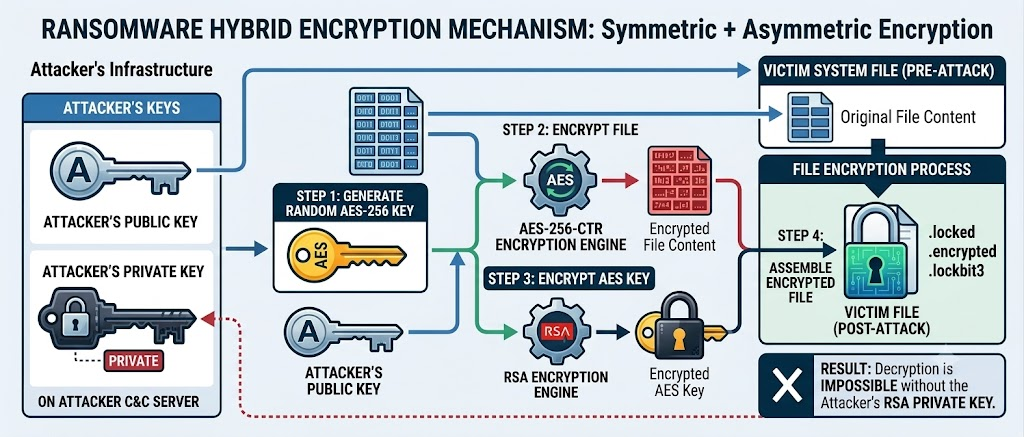 RANSOMWARE HYBRID ENCRYPTION MECHANISM: Symmetric + Asymmetric Encryption
Attacker's Infrastructure
ATTACKER'S KEYS
A
ATTACKER'S PUBLIC KEY
ATTACKER'S PRIVATE KEY
PRIVATE
ON ATTACKER C&C SERVER
STEP 1: GENERATE
RANDOM AES-256 KEY
AES
A
ATTACKER'S
PUBLIC KEY
STEP 2: ENCRYPT FILE
AES
AES-256-CTR
ENCRYPTION ENGINE
Encrypted
File Content
STEP 3: ENCRYPT AES KEY
RSA
RSA ENCRYPTION
ENGINE
Encrypted
AES Key
VICTIM SYSTEM FILE (PRE-ATTACK)
Original File Content
FILE ENCRYPTION PROCESS
STEP 4:
ASSEMBLE
ENCRYPTED
FILE
.locked
.encrypted
.lockbit3
VICTIM FILE
(POST-ATTACK)
RESULT: Decryption is
IMPOSSIBLE without the
Attacker's RSA PRIVATE KEY.